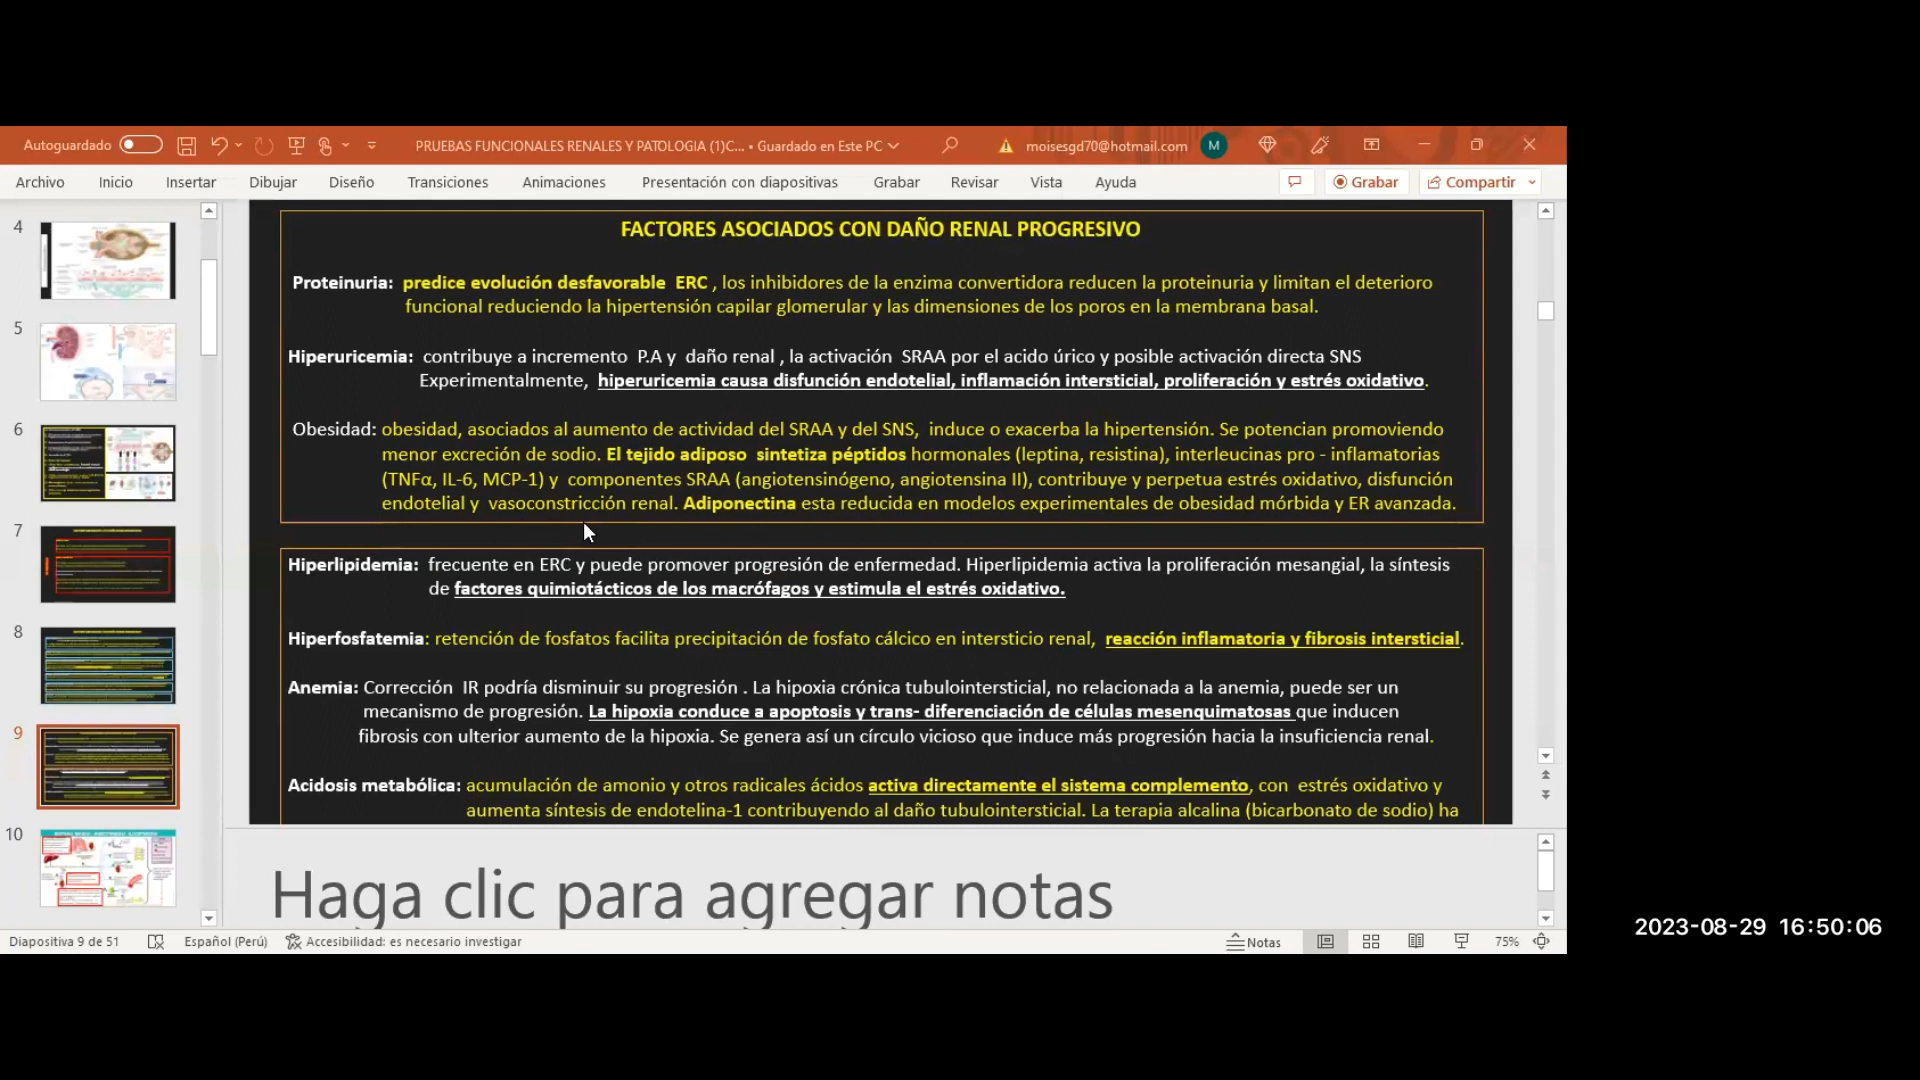 Autoguardado
PRUEBAS FUNCIONALES RENALES Y PATOLOGIA (1)C... • Guardado en Este PC
moisesgd70@hotmail.com
M
Archivo Inicio Insertar Dibujar Diseño Transiciones Animaciones Presentación con diapositivas Grabar Revisar Vista Ayuda
Grabar
Compartir
4
5
6
7
8
9
10
FACTORES ASOCIADOS CON DAÑO RENAL PROGRESIVO
Proteinuria: predice evolución desfavorable ERC , los inhibidores de la enzima convertidora reducen la proteinuria y limitan el deterioro
funcional reduciendo la hipertensión capilar glomerular y las dimensiones de los poros en la membrana basal.
Hiperuricemia: contribuye a incremento P.A y daño renal , la activación SRAA por el acido úrico y posible activación directa SNS
Experimentalmente, hiperuricemia causa disfunción endotelial, inflamación intersticial, proliferación y estrés oxidativo.
Obesidad: obesidad, asociados al aumento de actividad del SRAA y del SNS, induce o exacerba la hipertensión. Se potencian promoviendo
menor excreción de sodio. El tejido adiposo sintetiza péptidos hormonales (leptina, resistina), interleucinas pro - inflamatorias
(TNFα, IL-6, MCP-1) y componentes SRAA (angiotensinógeno, angiotensina II), contribuye y perpetua estrés oxidativo, disfunción
endotelial y vasoconstricción renal. Adiponectina esta reducida en modelos experimentales de obesidad mórbida y ER avanzada.
Hiperlipidemia: frecuente en ERC y puede promover progresión de enfermedad. Hiperlipidemia activa la proliferación mesangial, la síntesis
de factores quimiotácticos de los macrófagos y estimula el estrés oxidativo.
Hiperfosfatemia: retención de fosfatos facilita precipitación de fosfato cálcico en intersticio renal, reacción inflamatoria y fibrosis intersticial.
Anemia: Corrección IR podría disminuir su progresión . La hipoxia crónica tubulointersticial, no relacionada a la anemia, puede ser un
mecanismo de progresión. La hipoxia conduce a apoptosis y trans- diferenciación de células mesenquimatosas que inducen
fibrosis con ulterior aumento de la hipoxia. Se genera así un círculo vicioso que induce más progresión hacia la insuficiencia renal.
Acidosis metabólica: acumulación de amonio y otros radicales ácidos activa directamente el sistema complemento, con estrés oxidativo y
aumenta síntesis de endotelina-1 contribuyendo al daño tubulointersticial. La terapia alcalina (bicarbonato de sodio) ha
Haga clic para agregar notas
Diapositiva 9 de 51
Español (Perú)
Accesibilidad: es necesario investigar
Notas
75%
2023-08-29 16:50:06